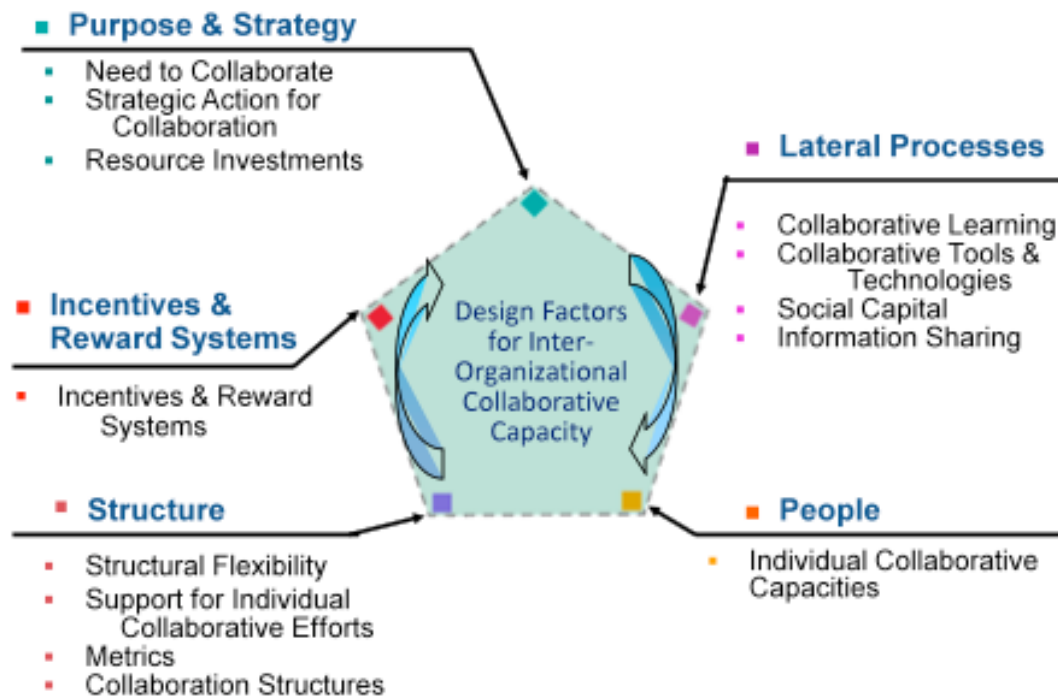 Purpose & Strategy
Need to Collaborate
Strategic Action for
Collaboration
Resource Investments
Lateral Processes
Collaborative Learning
Collaborative Tools &
Technologies
Social Capital
Information Sharing
Incentives &
Reward Systems
Incentives & Reward
Systems
Design Factors
for Inter-
Organizational
Collaborative
Capacity
Structure
Structural Flexibility
Support for Individual
Collaborative Efforts
Metrics
Collaboration Structures
People
Individual Collaborative
Capacities